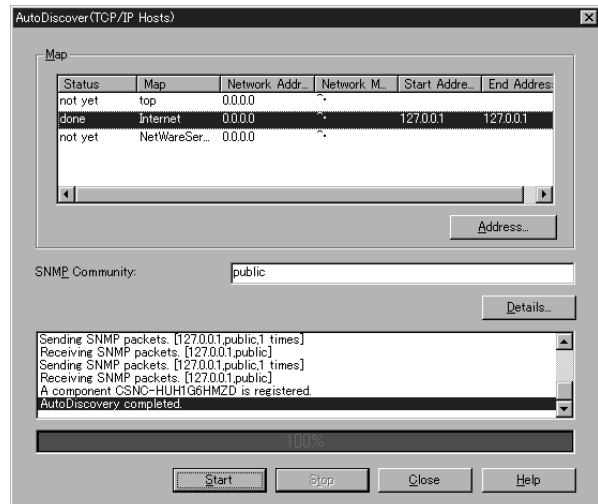 AutoDiscover(TCP/IP Hosts)
Map
Status Map Network Addr... Network M... Start Addre... End Addres
not yet top 0.0.0.0
done Internet 0.0.0.0 127.0.0.1 127.0.0.1
not yet NetWareSer... 0.0.0.0
Address...
SNMP Community: public
Details...
Sending SNMP packets. [127.0.0.1,public,1 times]
Receiving SNMP packets. [127.0.0.1,public]
Sending SNMP packets. [127.0.0.1,public,1 times]
Receiving SNMP packets. [127.0.0.1,public]
A component CSNC-HUH1G6HMZD is registered.
AutoDiscovery completed.
100%
Start Stop Close Help